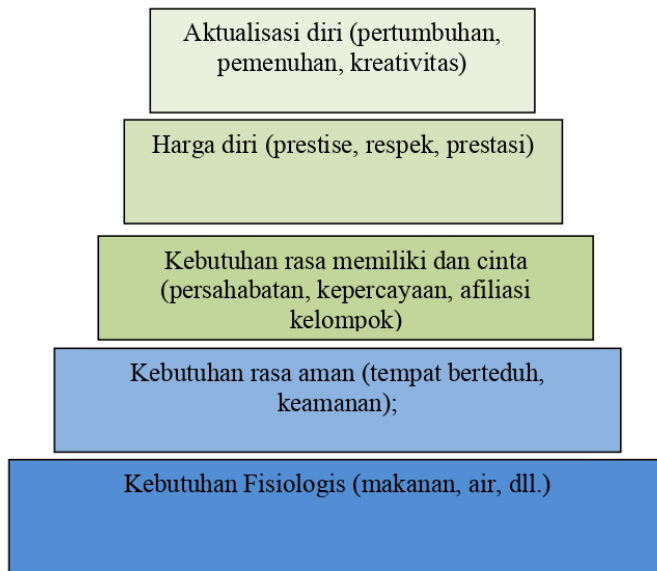 Aktualisasi diri (pertumbuhan,
pemenuhan, kreativitas)
Harga diri (prestise, respek, prestasi)
Kebutuhan rasa memiliki dan cinta
(persahabatan, kepercayaan, afiliasi
kelompok)
Kebutuhan rasa aman (tempat berteduh,
keamanan);
Kebutuhan Fisiologis (makanan, air, dll.)